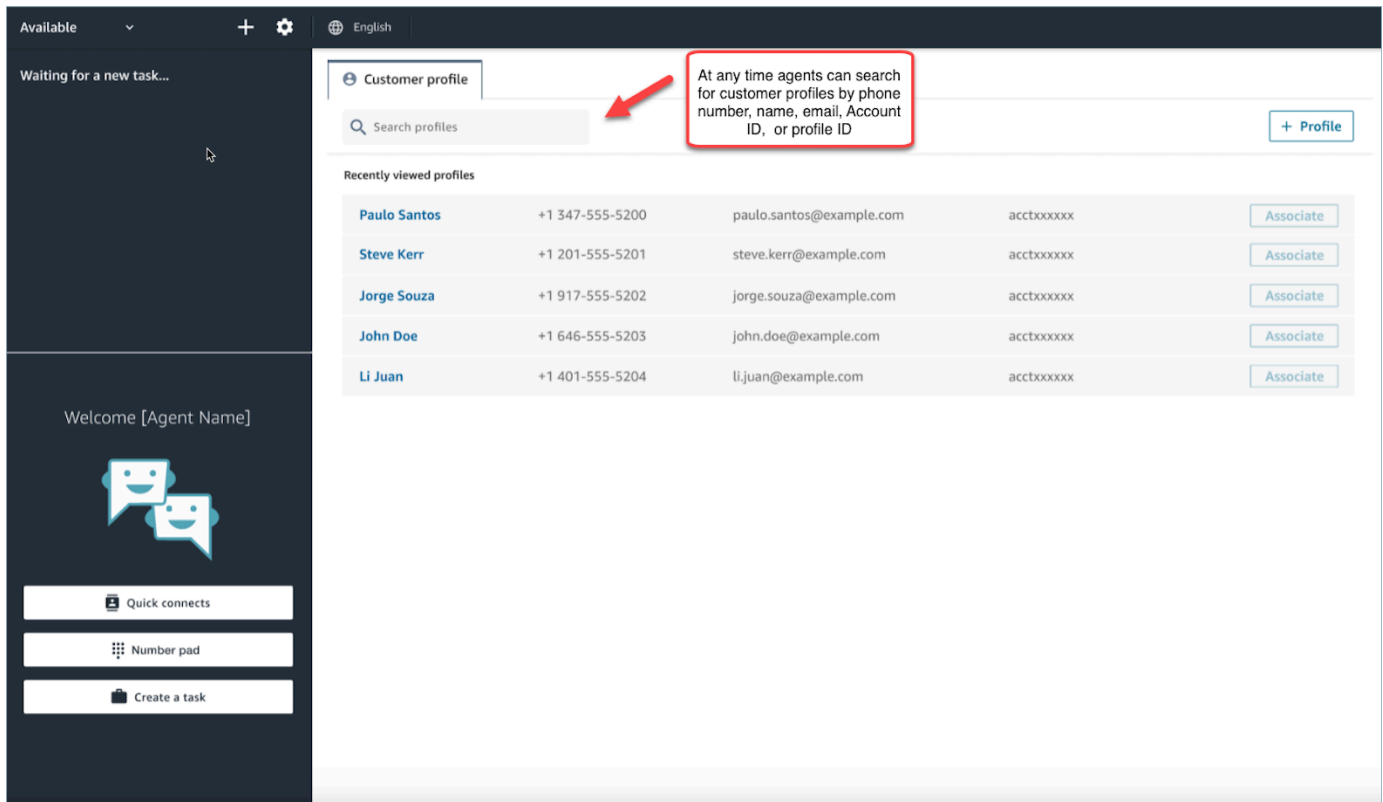 Available
English
Waiting for a new task...
Customer profile
At any time agents can search
for customer profiles by phone
number, name, email, Account
ID, or profile ID
Search profiles
+ Profile
Recently viewed profiles
Paulo Santos +1 347-555-5200 paulo.santos@example.com acctxxxxxx Associate
Steve Kerr +1 201-555-5201 steve.kerr@example.com acctxxxxxx Associate
Jorge Souza +1 917-555-5202 jorge.souza@example.com acctxxxxxx Associate
John Doe +1 646-555-5203 john.doe@example.com acctxxxxxx Associate
Li Juan +1 401-555-5204 li.juan@example.com acctxxxxxx Associate
Welcome [Agent Name]
Quick connects
Number pad
Create a task